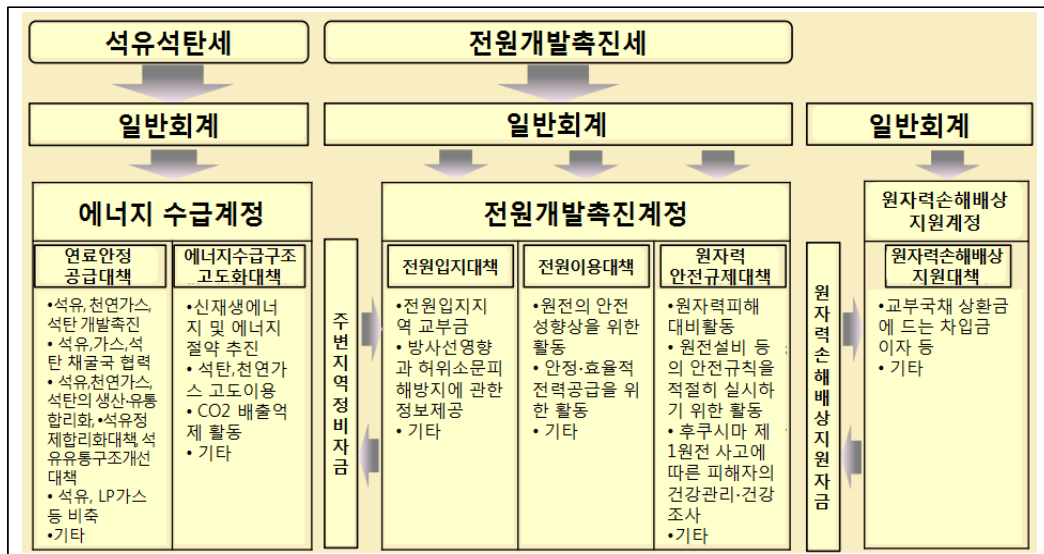 석유석탄세
전원개발촉진세
일반회계
일반회계
일반회계
에너지 수급계정
연료안정
공급대책
에너지수급구조
고도화대책
•석유,천연가스,
석탄 개발촉진
• 석유,가스,석
탄 채굴국 협력
• 석유,천연가스,
석탄의 생산·유통
합리화,•석유정
제합리화대책,석
유유통구조개선
대책
• 석유, LP가스
등 비축
•기타
•신재생에너
지 및 에너지
절약 추진
• 석탄,천연가
스 고도이용
• CO2 배출억
제 활동
• 기타
주변지역정비자금
전원개발촉진계정
전원입지대책
전원이용대책
원자력
안전규제대책
•전원입지지
역 교부금
• 방사선영향
과 허위소문피
해방지에 관한
정보제공
• 기타
•원전의 안전
성향상을 위한
활동
• 안정·효율적
전력공급을 위
한 활동
• 기타
•원자력피해
대비활동
• 원전설비 등
의 안전규칙을
적절히 실시하
기 위한 활동
• 후쿠시마 제
1원전 사고에
따른 피해자의
건강관리·건강
조사
•기타
원자력손해배상지원자금
원자력손해배상
지원계정
원자력손해배상
지원대책
•교부국채 상환금
에 드는 차입금
이자 등
• 기타